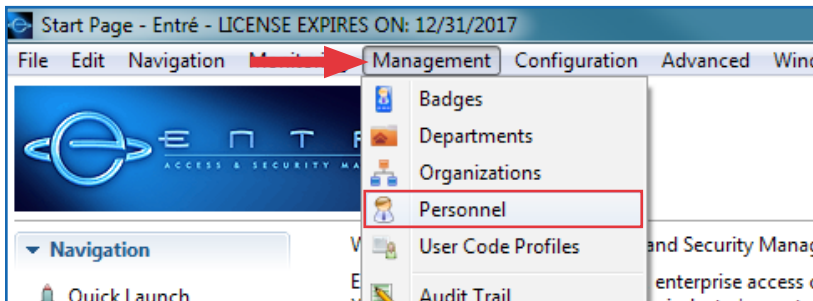 Start Page - Entré - LICENSE EXPIRES ON: 12/31/2017
File Edit Navigation Management Configuration Advanced
ENTR
ACCESS & SECURITY MA
Badges
Departments
Organizations
Personnel
Navigation
User Code Profiles
and Security Manag
Quick Launch
Audit Trail
enterprise access